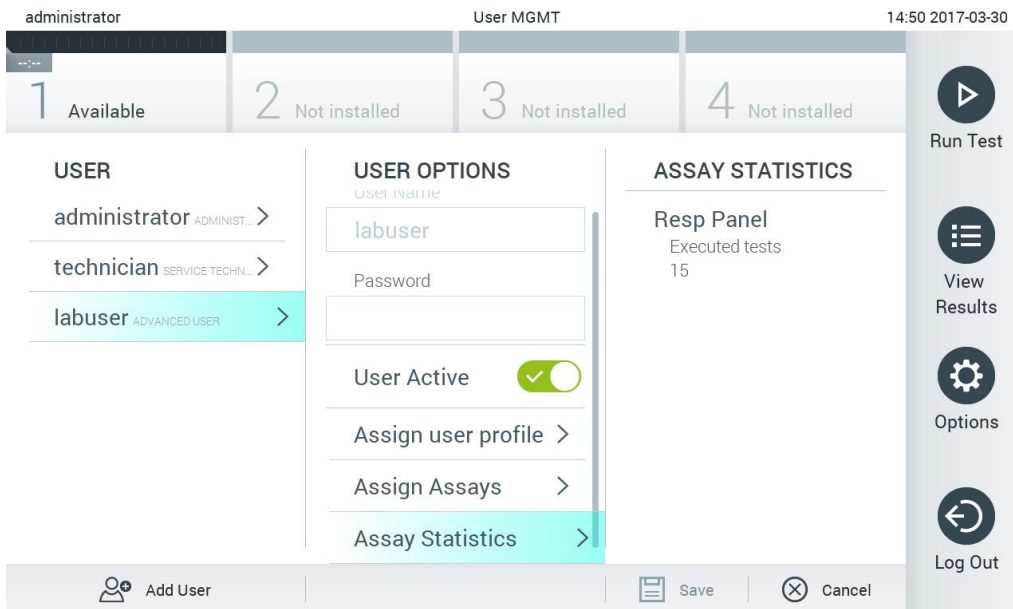 administrator User MGMT 14:50 2017-03-30
--:--
1 Available 2 Not installed 3 Not installed 4 Not installed
Run Test
View
Results
Options
Log Out
USER
administrator ADMINIST...
technician SERVICE TECHN...
labuser ADVANCED USER
USER OPTIONS
User Name
labuser
Password
User Active
Assign user profile
Assign Assays
Assay Statistics
ASSAY STATISTICS
Resp Panel
Executed tests
15
Add User Save Cancel